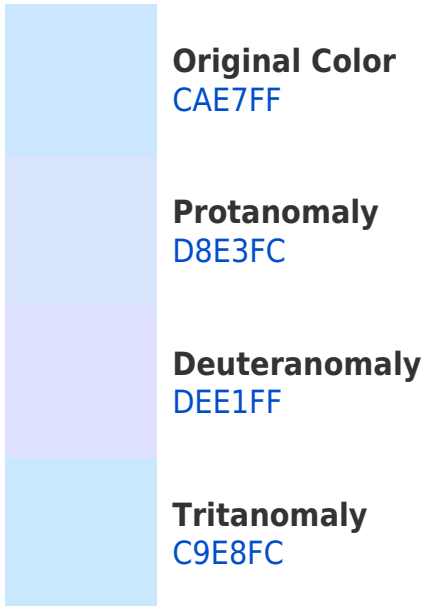 Original Color
CAE7FF
Protanomaly
D8E3FC
Deuteranomaly
DEE1FF
Tritanomaly
C9E8FC